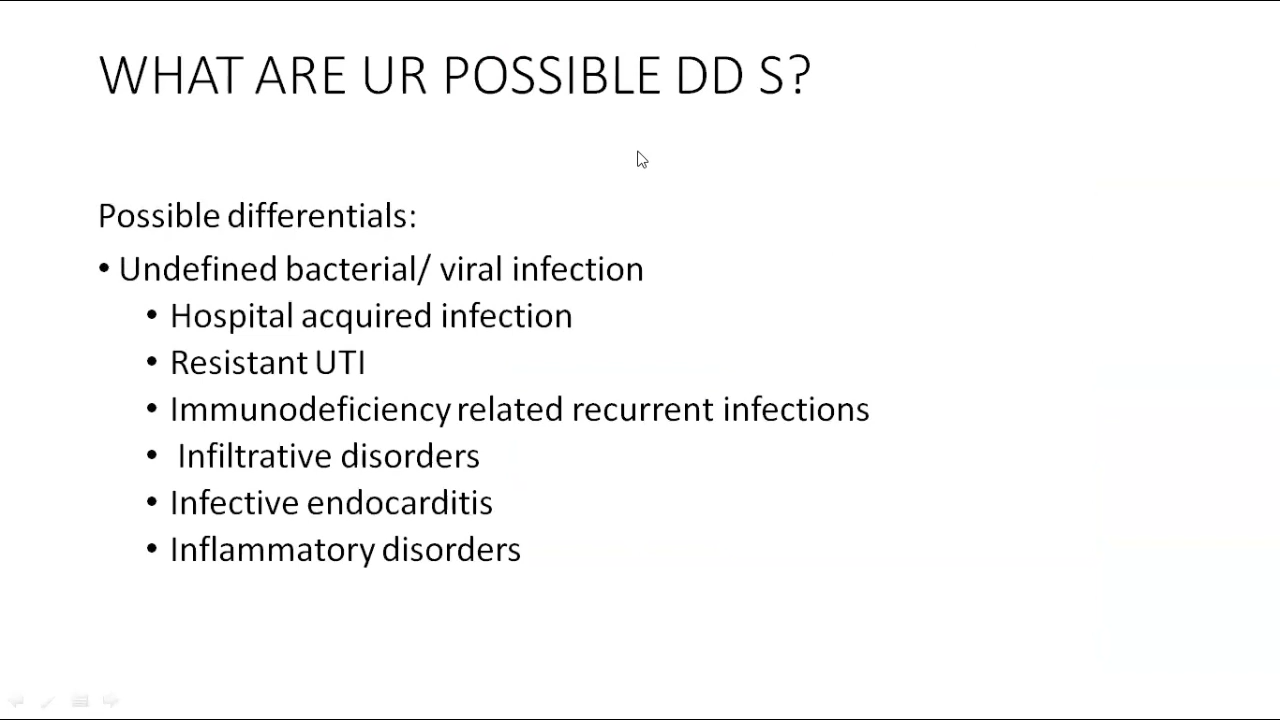 WHAT ARE UR POSSIBLE DD S?
Possible differentials:
• Undefined bacterial/ viral infection
• Hospital acquired infection
• Resistant UTI
• Immunodeficiency related recurrent infections
• Infiltrative disorders
• Infective endocarditis
• Inflammatory disorders